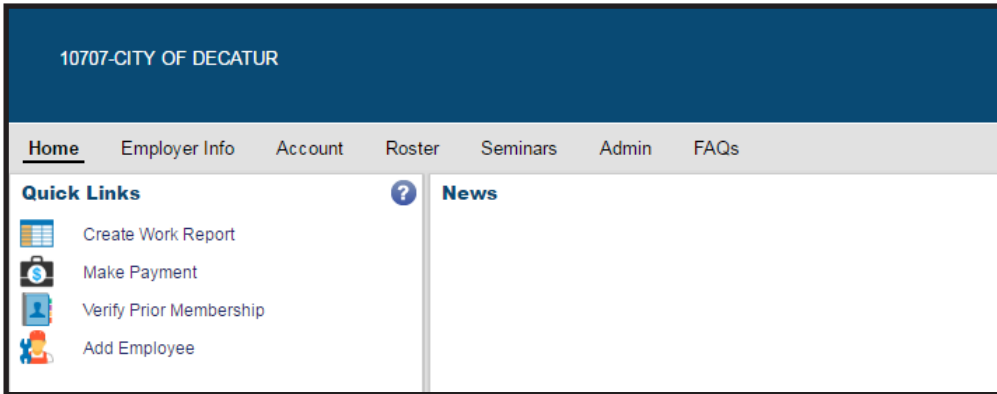 10707-CITY OF DECATUR
Home Employer Info Account Roster Seminars Admin FAQs
Quick Links ?
News
Create Work Report
Make Payment
Verify Prior Membership
Add Employee